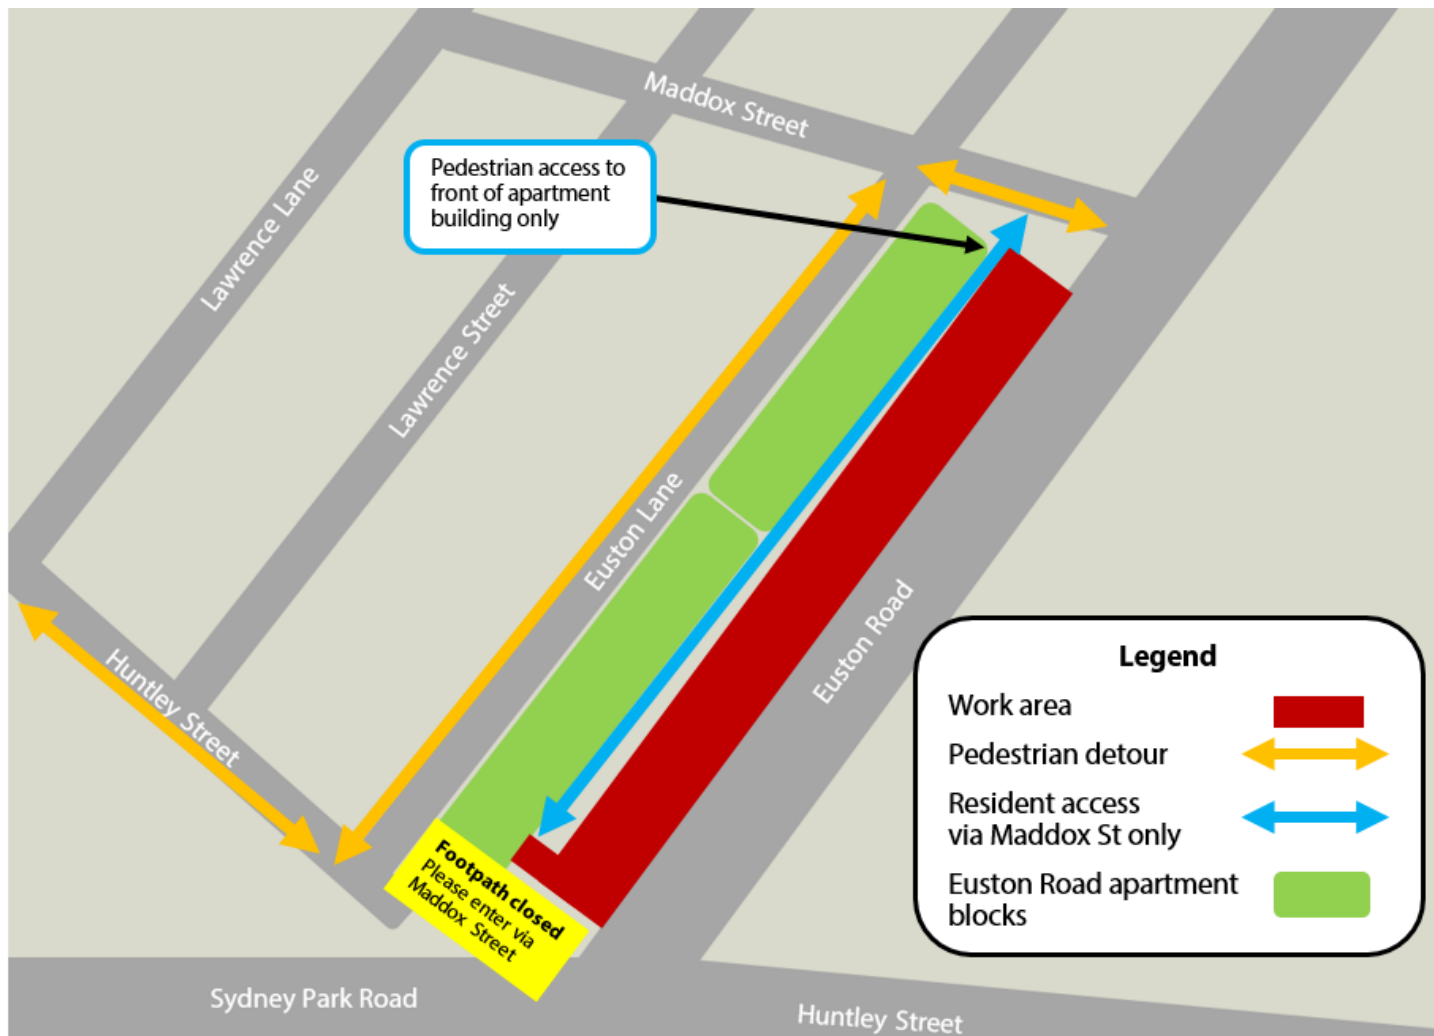 Maddox Street
Pedestrian access to
front of apartment
building only
Lawrence Lane
Lawrence Street
Euston Lane
Euston Road
Huntley Street
Footpath closed
Please enter via
Maddox Street
Sydney Park Road
Huntley Street
Legend
Work area
Pedestrian detour
Resident access
via Maddox St only
Euston Road apartment
blocks